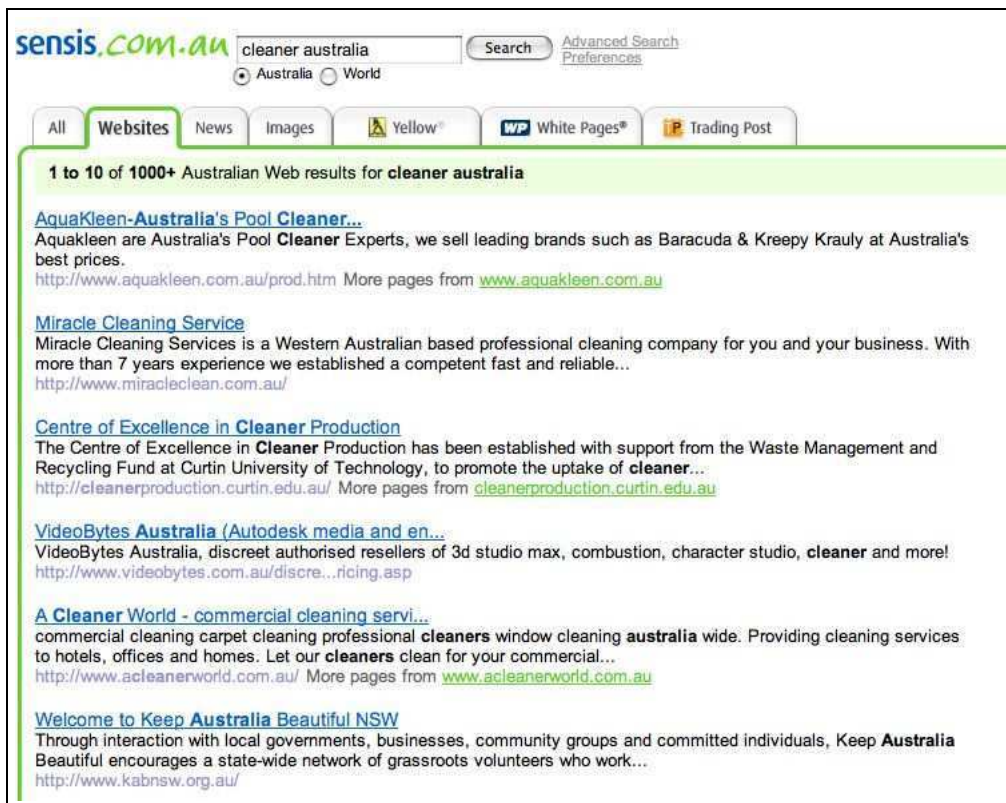 sensis.com.au cleaner australia Search Advanced Search
Preferences
Australia World
All Websites News Images Yellow® WP White Pages® Trading Post
1 to 10 of 1000+ Australian Web results for cleaner australia
AquaKleen-Australia's Pool Cleaner...
Aquakleen are Australia's Pool Cleaner Experts, we sell leading brands such as Baracuda & Kreepy Krauly at Australia's
best prices.
http://www.aquakleen.com.au/prod.htm More pages from www.aquakleen.com.au
Miracle Cleaning Service
Miracle Cleaning Services is a Western Australian based professional cleaning company for you and your business. With
more than 7 years experience we established a competent fast and reliable...
http://www.miracleclean.com.au/
Centre of Excellence in Cleaner Production
The Centre of Excellence in Cleaner Production has been established with support from the Waste Management and
Recycling Fund at Curtin University of Technology, to promote the uptake of cleaner...
http://cleanerproduction.curtin.edu.au/ More pages from cleanerproduction.curtin.edu.au
VideoBytes Australia (Autodesk media and en...
VideoBytes Australia, discreet authorised resellers of 3d studio max, combustion, character studio, cleaner and more!
http://www.videobytes.com.au/discre...ricing.asp
A Cleaner World - commercial cleaning servi...
commercial cleaning carpet cleaning professional cleaners window cleaning australia wide. Providing cleaning services
to hotels, offices and homes. Let our cleaners clean for your commercial...
http://www.acleanerworld.com.au/ More pages from www.acleanerworld.com.au
Welcome to Keep Australia Beautiful NSW
Through interaction with local governments, businesses, community groups and committed individuals, Keep Australia
Beautiful encourages a state-wide network of grassroots volunteers who work...
http://www.kabnsw.org.au/